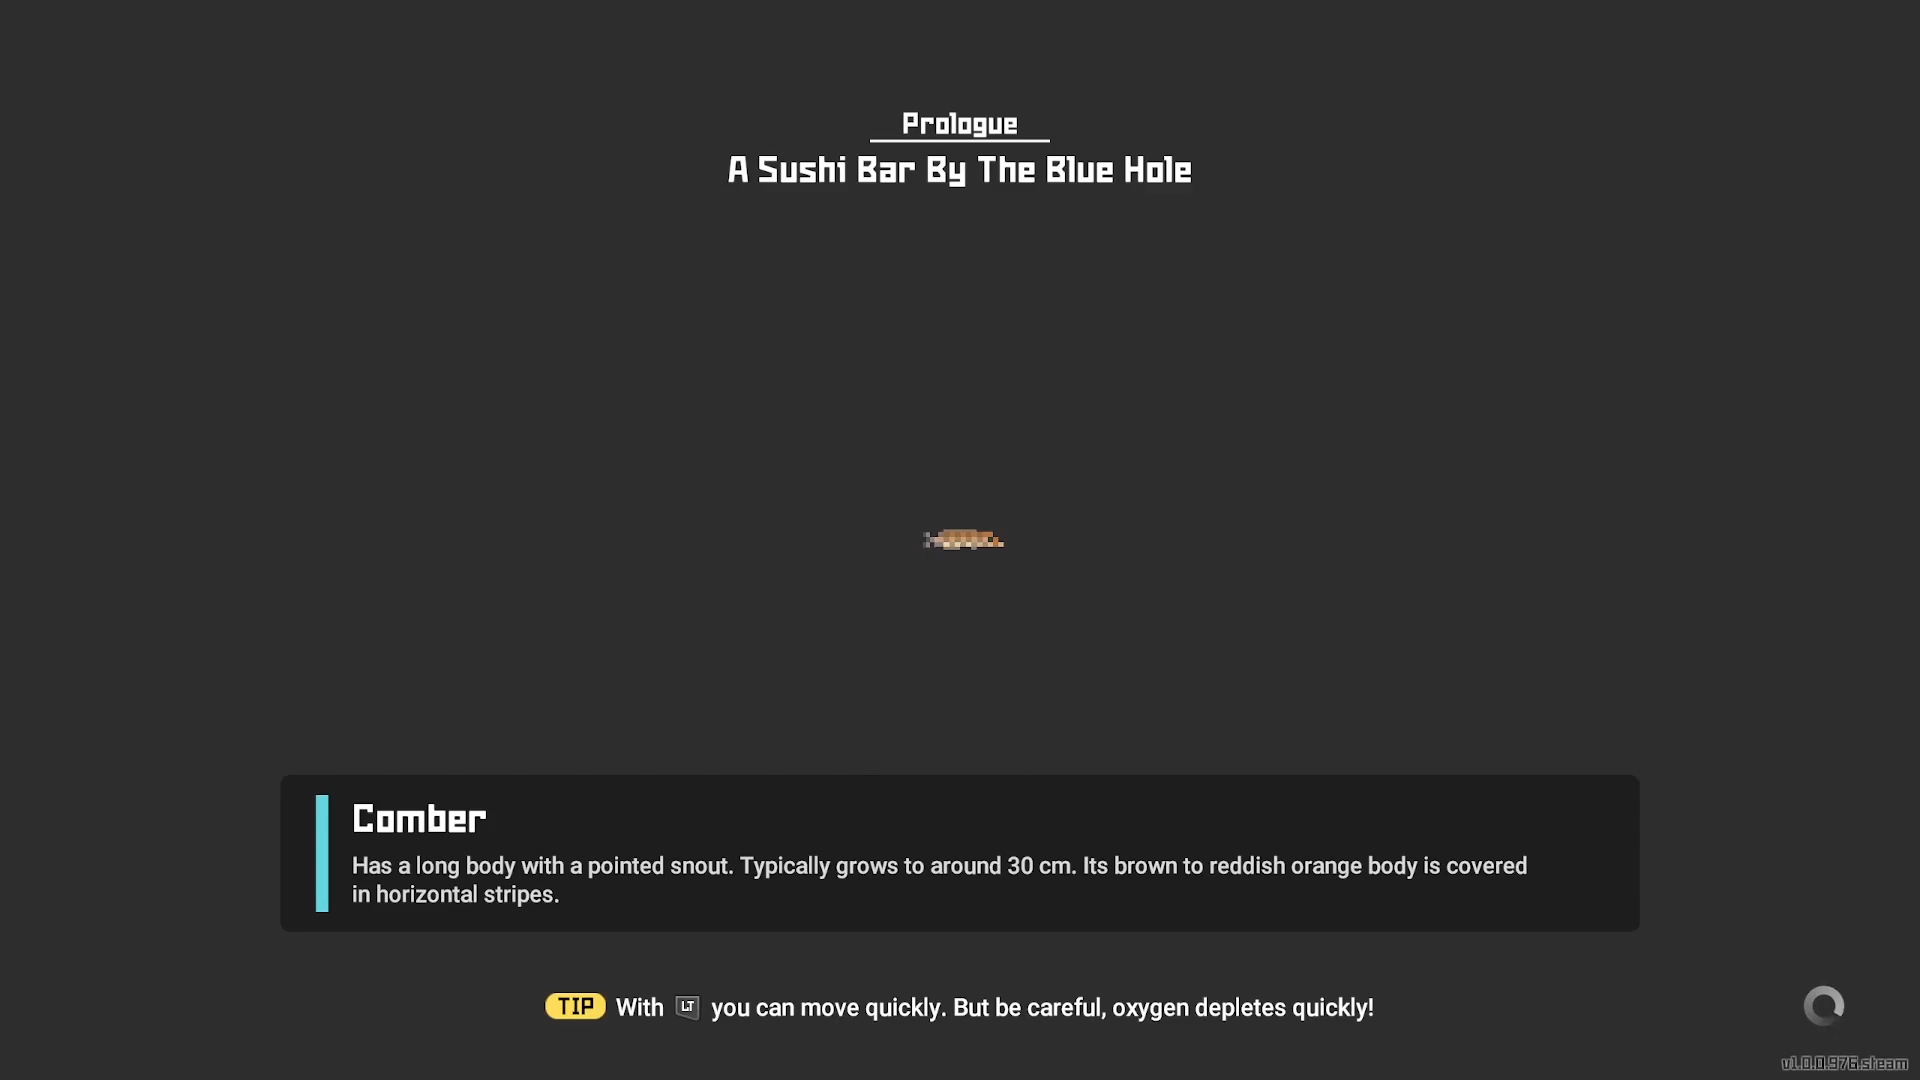 Prologue
A Sushi Bar By The Blue Hole
Comber
Has a long body with a pointed snout. Typically grows to around 30 cm. Its brown to reddish orange body is covered
in horizontal stripes.
TIP With LT you can move quickly. But be careful, oxygen depletes quickly!
v1.0.0.976.steam